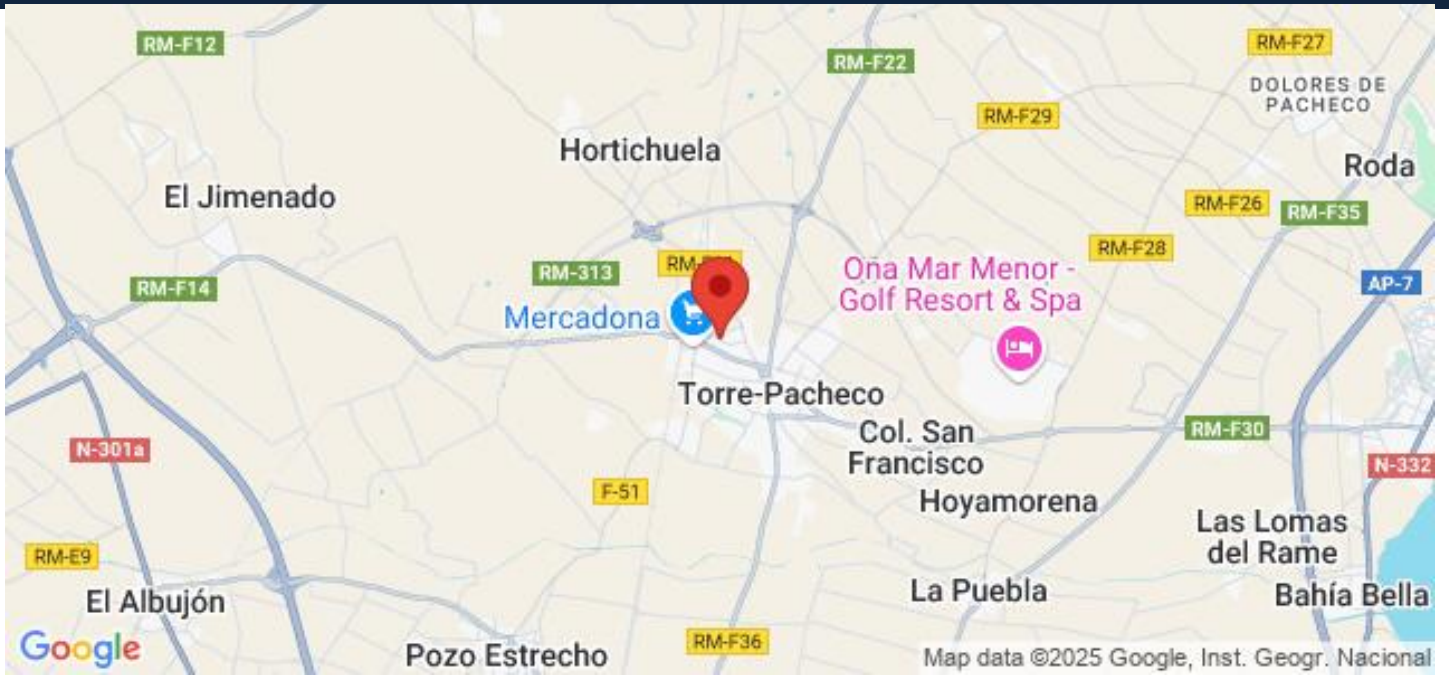 RM-F12
RM-F22
RM-F27
DOLORES DE
PACHECO
RM-F29
Hortichuela
Roda
El Jimenado
RM-F26
RM-F35
RM-F28
RM-313
Ona Mar Menor -
Golf Resort & Spa
RM-F14
AP-7
Mercadona
Torre-Pacheco
Col. San
Francisco
RM-F30
N-301a
N-332
F-51
Hoyamorena
Las Lomas
del Rame
RM-E9
El Albujón
La Puebla
Bahía Bella
Google
Pozo Estrecho
RM-F36
Map data ©2025 Google, Inst. Geogr. Nacional